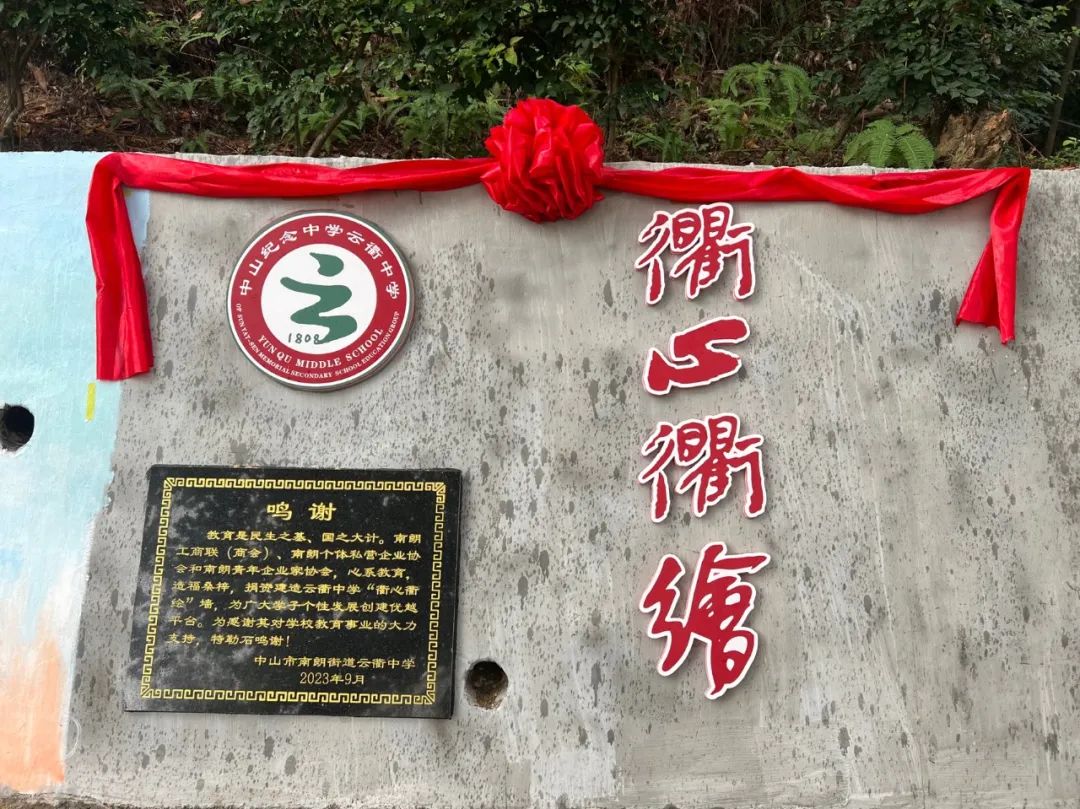 中山纪念中学云衢中学
1808
YUNQU MIDDLE SCHOOL
OF SUN YAT-SEN MEMORIAL SECONDARY SCHOOL EDUCATION GROUP
衢心衢繪
鸣谢
教育是民生之基、国之大计。南朗
工商联（商会）、南朗个体私营企业协
会和南朗青年企业家协会，心系教育，
造福桑梓，捐资建造云衢中学“衢心衢
绘”墙，为广大学子个性发展创建优越
平台。为感谢其对学校教育事业的大力
支持，特勒石鸣谢！
中山市南朗街道云衢中学
2023年9月